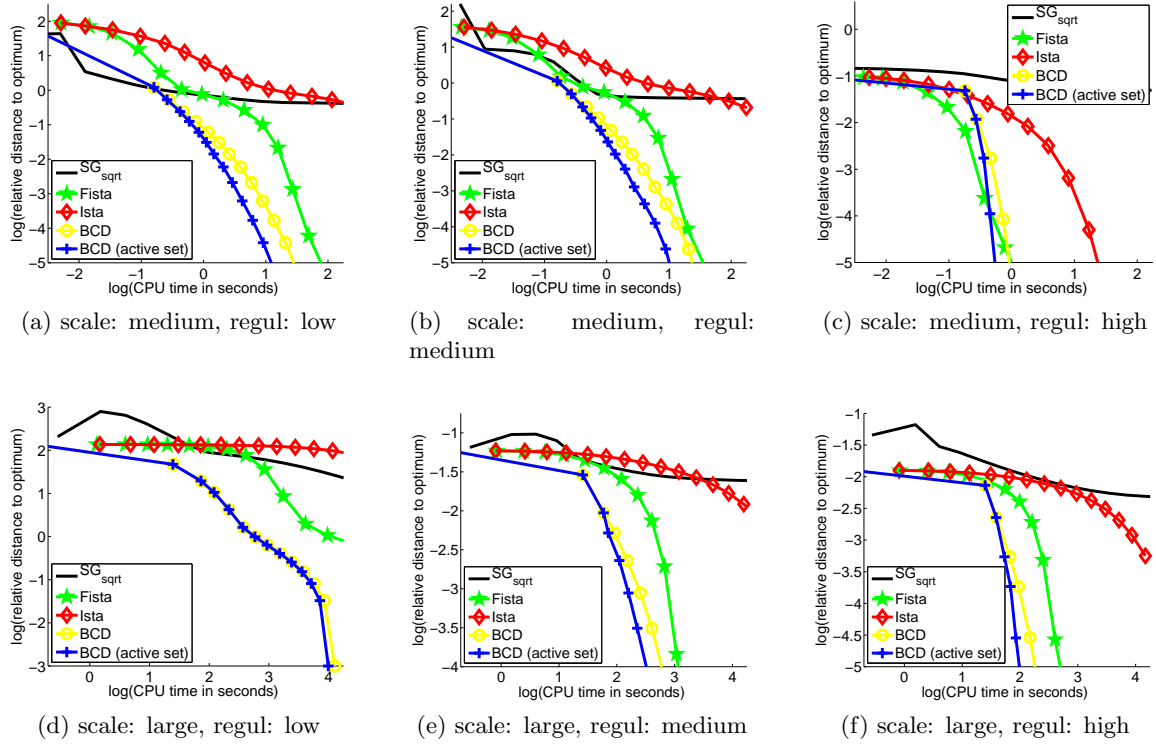 log(relative distance to optimum)
2
1
0
−1
−2
−3
−4
−5
SG_sqrt
Fista
Ista
BCD
BCD (active set)
−2 −1 0 1 2
log(CPU time in seconds)
(a) scale: medium, regul: low
log(relative distance to optimum)
2
1
0
−1
−2
−3
−4
−5
SG_sqrt
Fista
Ista
BCD
BCD (active set)
−2 −1 0 1 2
log(CPU time in seconds)
(b) scale: medium, regul:
medium
log(relative distance to optimum)
0
−1
−2
−3
−4
−5
SG_sqrt
Fista
Ista
BCD
BCD (active set)
−2 −1 0 1 2
log(CPU time in seconds)
(c) scale: medium, regul: high
log(relative distance to optimum)
3
2
1
0
−1
−2
−3
SG_sqrt
Fista
Ista
BCD
BCD (active set)
0 1 2 3 4
log(CPU time in seconds)
(d) scale: large, regul: low
log(relative distance to optimum)
−1
−1.5
−2
−2.5
−3
−3.5
−4
SG_sqrt
Fista
Ista
BCD
BCD (active set)
0 1 2 3 4
log(CPU time in seconds)
(e) scale: large, regul: medium
log(relative distance to optimum)
−1
−1.5
−2
−2.5
−3
−3.5
−4
−4.5
−5
SG_sqrt
Fista
Ista
BCD
BCD (active set)
0 1 2 3 4
log(CPU time in seconds)
(f) scale: large, regul: high